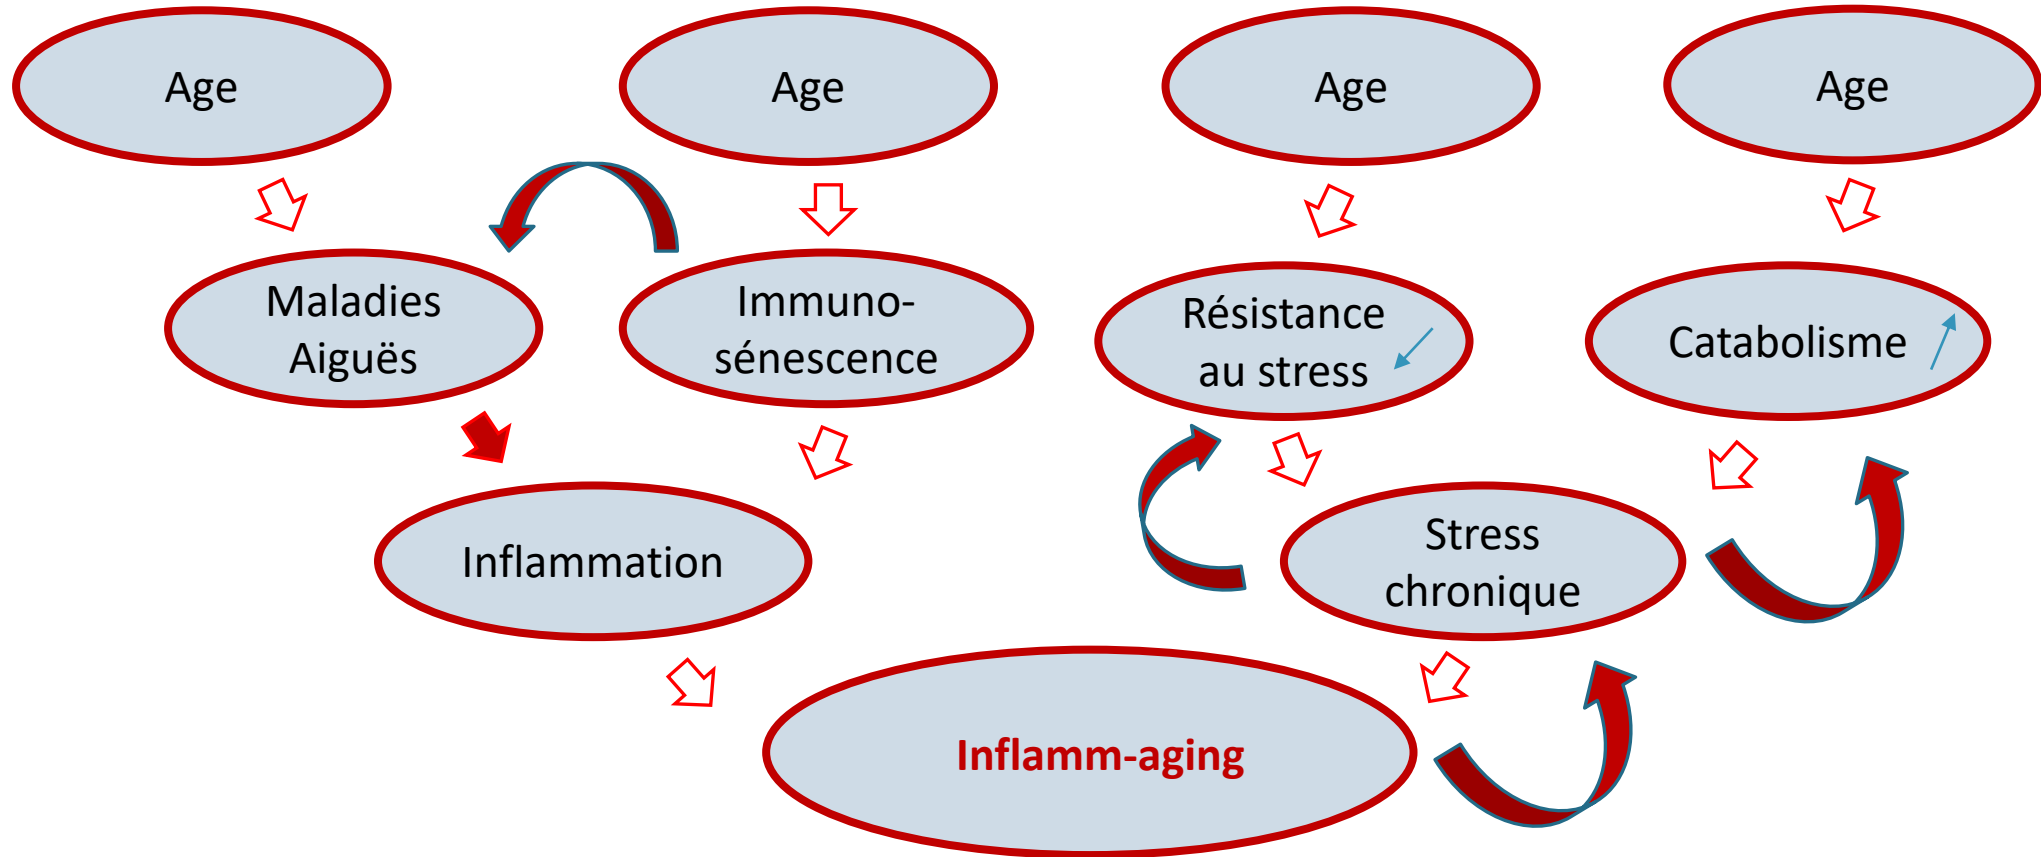 Age
Age
Age
Age
Maladies
Aiguës
Immuno-
sénescence
Résistance
au stress
Catabolisme
Inflammation
Stress
chronique
Inflamm-aging